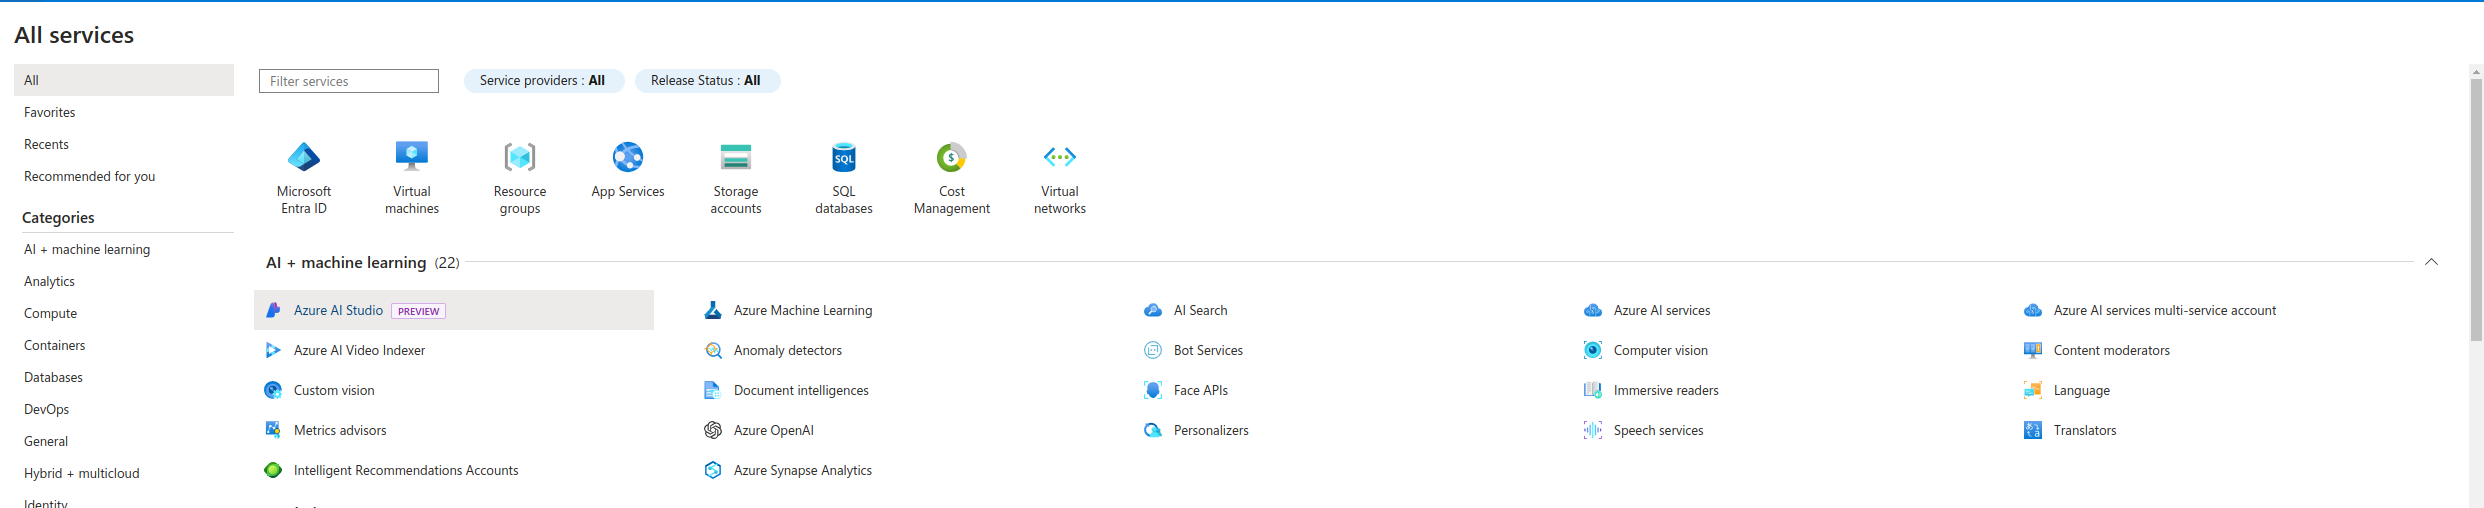 All services
All
Favorites
Recents
Recommended for you
Categories
AI + machine learning
Analytics
Compute
Containers
Databases
DevOps
General
Hybrid + multicloud
Identity
Filter services
Service providers : All
Release Status : All
Microsoft
Entra ID
Virtual
machines
Resource
groups
App Services
Storage
accounts
SQL
SQL
databases
$
Cost
Management
Virtual
networks
AI + machine learning (22)
Azure AI Studio PREVIEW
Azure Machine Learning
AI Search
Azure AI services
Azure AI services multi-service account
Azure AI Video Indexer
Anomaly detectors
Bot Services
Computer vision
Content moderators
Custom vision
Document intelligences
Face APIs
Immersive readers
Language
Metrics advisors
Azure OpenAI
Personalizers
Speech services
Translators
Intelligent Recommendations Accounts
Azure Synapse Analytics